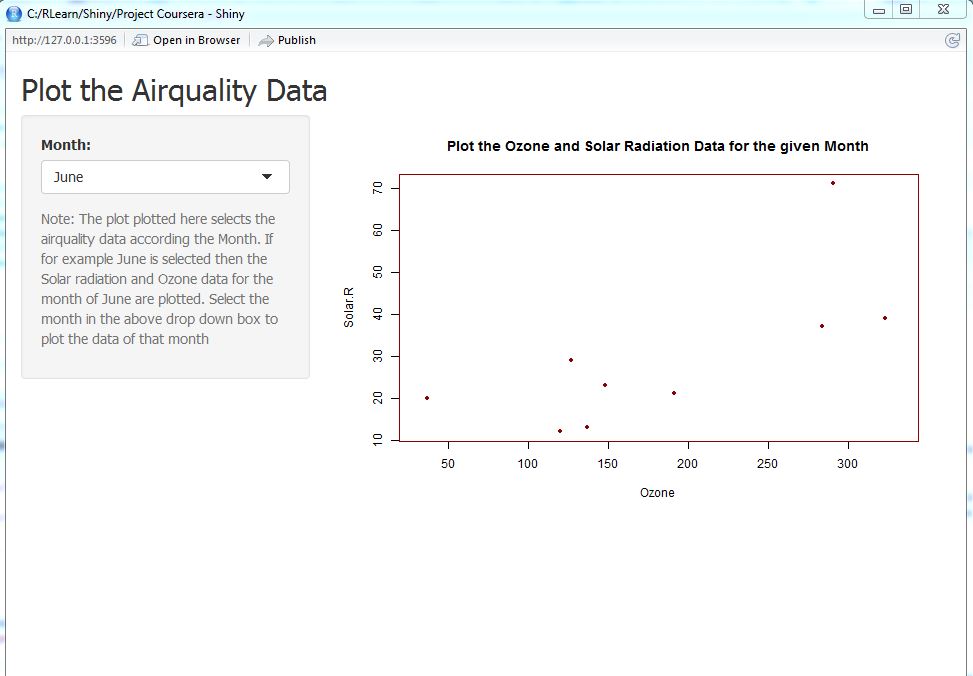 C:/RLearn/Shiny/Project Coursera - Shiny
http://127.0.0.1:3596 Open in Browser Publish
Plot the Airquality Data
Month:
June
Note: The plot plotted here selects the
airquality data according the Month. If
for example June is selected then the
Solar radiation and Ozone data for the
month of June are plotted. Select the
month in the above drop down box to
plot the data of that month
Plot the Ozone and Solar Radiation Data for the given Month
Solar.R
70
60
50
40
30
20
10
50 100 150 200 250 300
Ozone